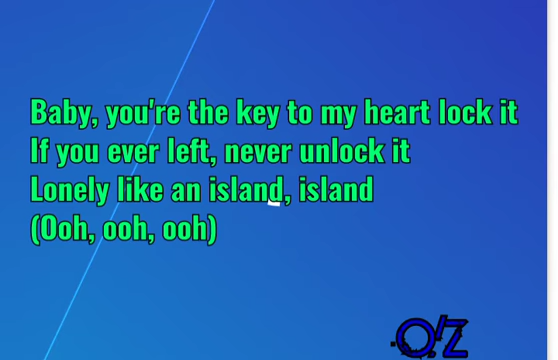 Baby, you're the key to my heart lock it
If you ever left, never unlock it
Lonely like an island, island
(Ooh, ooh, ooh)
O/Z